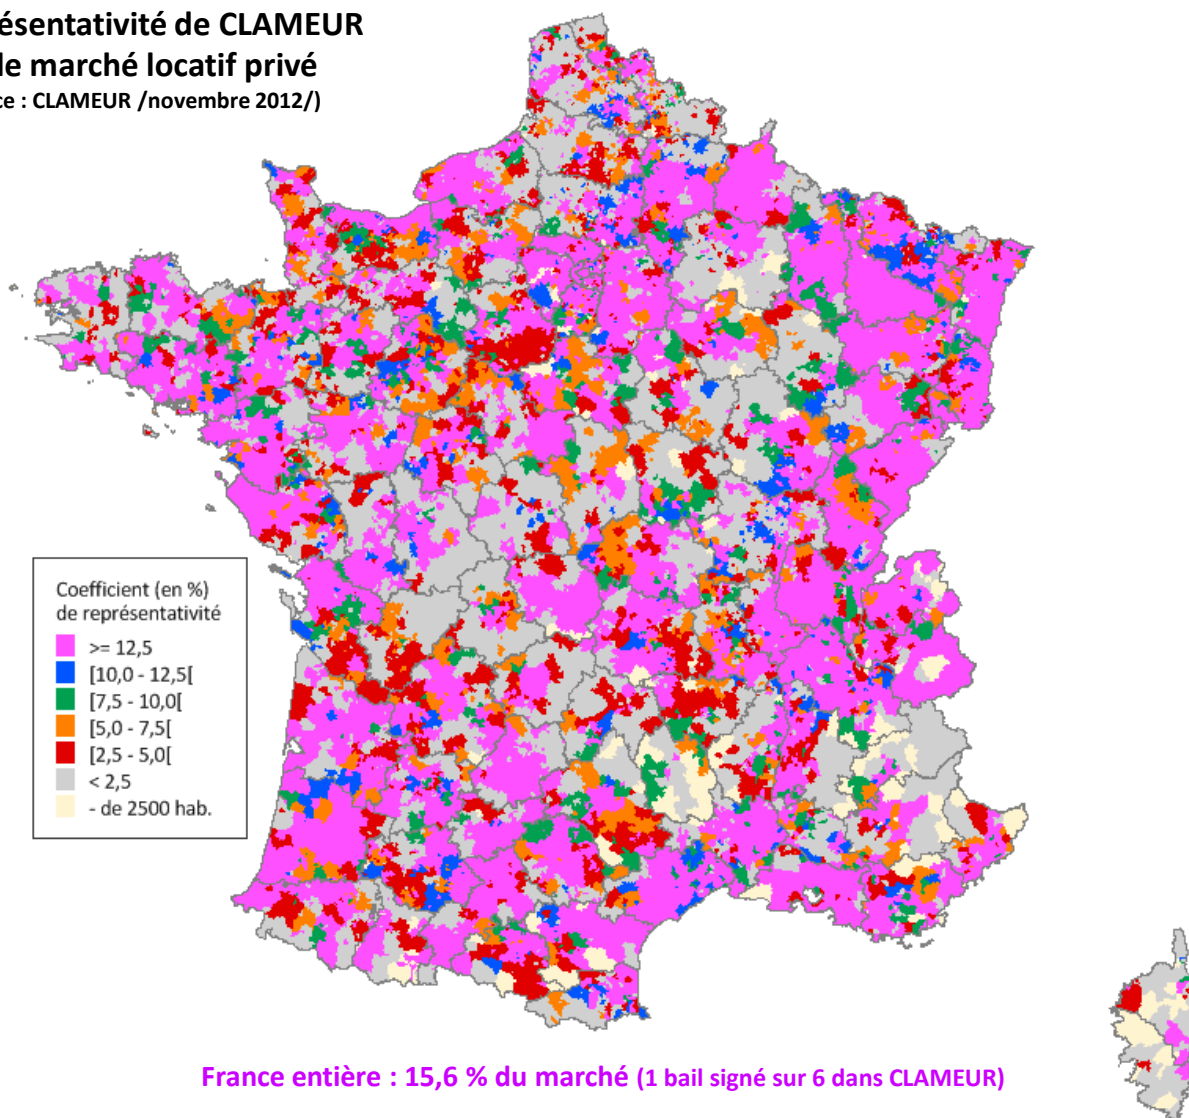 ésentativité de CLAMEUR
le marché locatif privé
ce : CLAMEUR /novembre 2012/)
Coefficient (en %)
de représentativité
>= 12,5
[10,0 - 12,5[
[7,5 - 10,0[
[5,0 - 7,5[
[2,5 - 5,0[
< 2,5
- de 2500 hab.
France entière : 15,6 % du marché (1 bail signé sur 6 dans CLAMEUR)